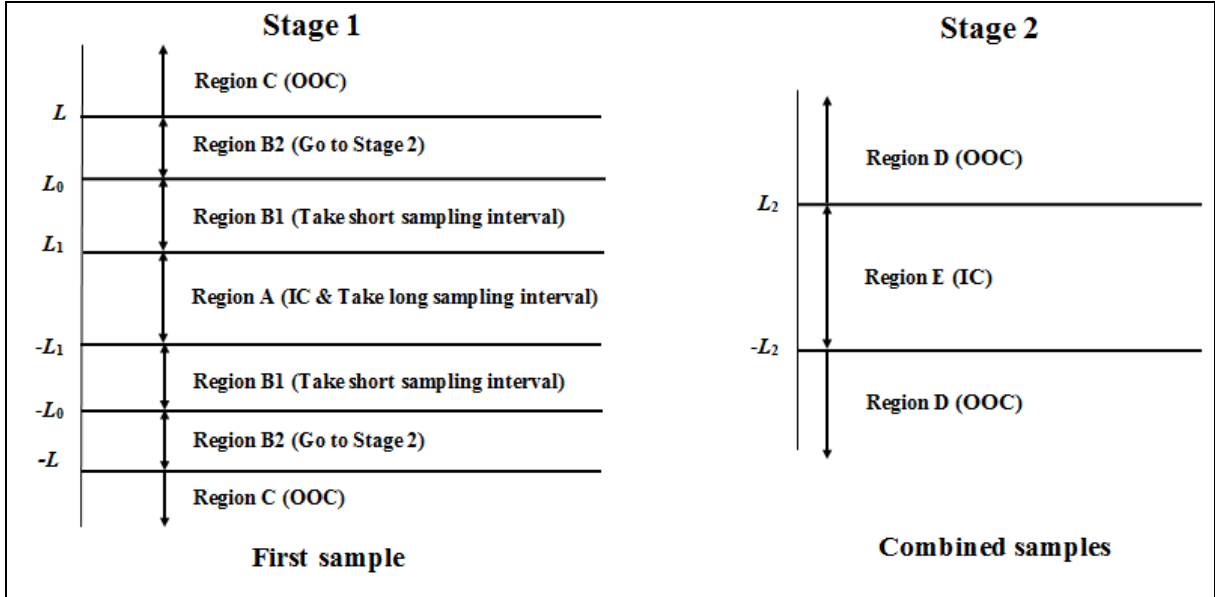 Stage 1
Region C (OOC)
L
Region B2 (Go to Stage 2)
L0
Region B1 (Take short sampling interval)
L1
Region A (IC & Take long sampling interval)
-L1
Region B1 (Take short sampling interval)
-L0
Region B2 (Go to Stage 2)
-L
Region C (OOC)
First sample
Stage 2
Region D (OOC)
L2
Region E (IC)
-L2
Region D (OOC)
Combined samples